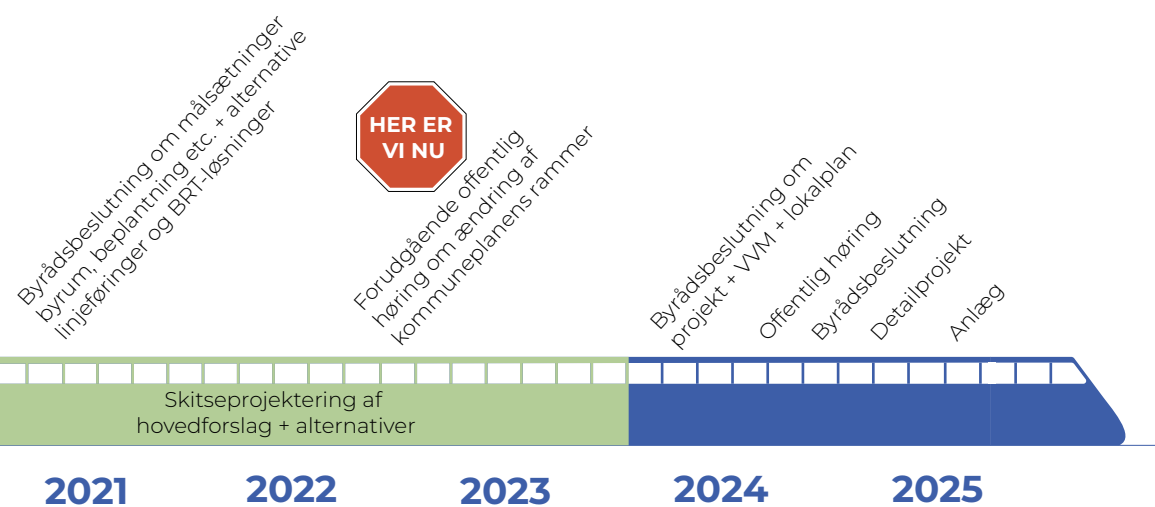 Byrådsbeslutning om målsætninger
byrum, beplantning etc. + alternative
linjeføringer og BRT-løsninger
HER ER
VI NU
Forudgående offentlig
høring om ændring af
kommuneplanens rammer
Byrådsbeslutning om
projekt + VVM + lokalplan
Offentlig høring
Byrådsbeslutning
Detailprojekt
Anlæg
Skitseprojektering af
hovedforslag + alternativer
2021
2022
2023
2024
2025